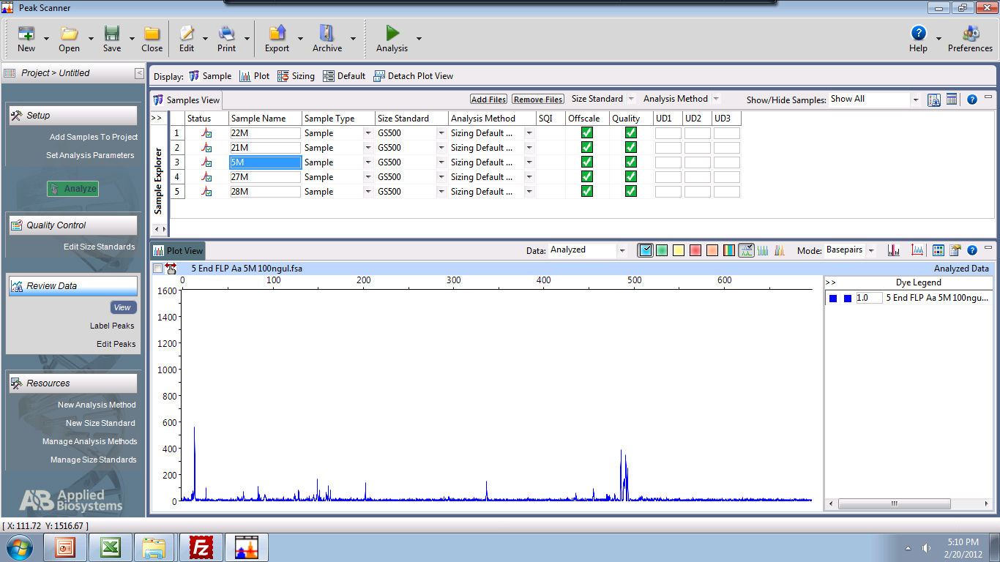 Peak Scanner
New Open Save Close Edit Print Export Archive Analysis Help Preferences
Project > Untitled <
Setup
Add Samples To Project
Set Analysis Parameters
Analyze
Quality Control
Edit Size Standards
Review Data
View
Label Peaks
Edit Peaks
Resources
New Analysis Method
New Size Standard
Manage Analysis Methods
Manage Size Standards
AB Applied
Biosystems
Display: Sample Plot Sizing Default Detach Plot View
Samples View Add Files Remove Files Size Standard Analysis Method Show/Hide Samples: Show All ?
>> Status Sample Name Sample Type Size Standard Analysis Method SQI Offscale Quality UD1 UD2 UD3
Sample Explorer
1 22M Sample GS500 Sizing Default ...
2 21M Sample GS500 Sizing Default ...
3 5M Sample GS500 Sizing Default ...
4 27M Sample GS500 Sizing Default ...
5 28M Sample GS500 Sizing Default ...
Plot View Data: Analyzed Mode: Basepairs ?
5 End FLP Aa 5M 100ngul.fsa Analyzed Data
0 100 200 300 400 500 600
1600
1400
1200
1000
800
600
400
200
0
>> Dye Legend
1.0 5 End FLP Aa 5M 100ngu...
[ X: 111.72 Y: 1516.67 ]
Fz
5:10 PM
2/20/2012